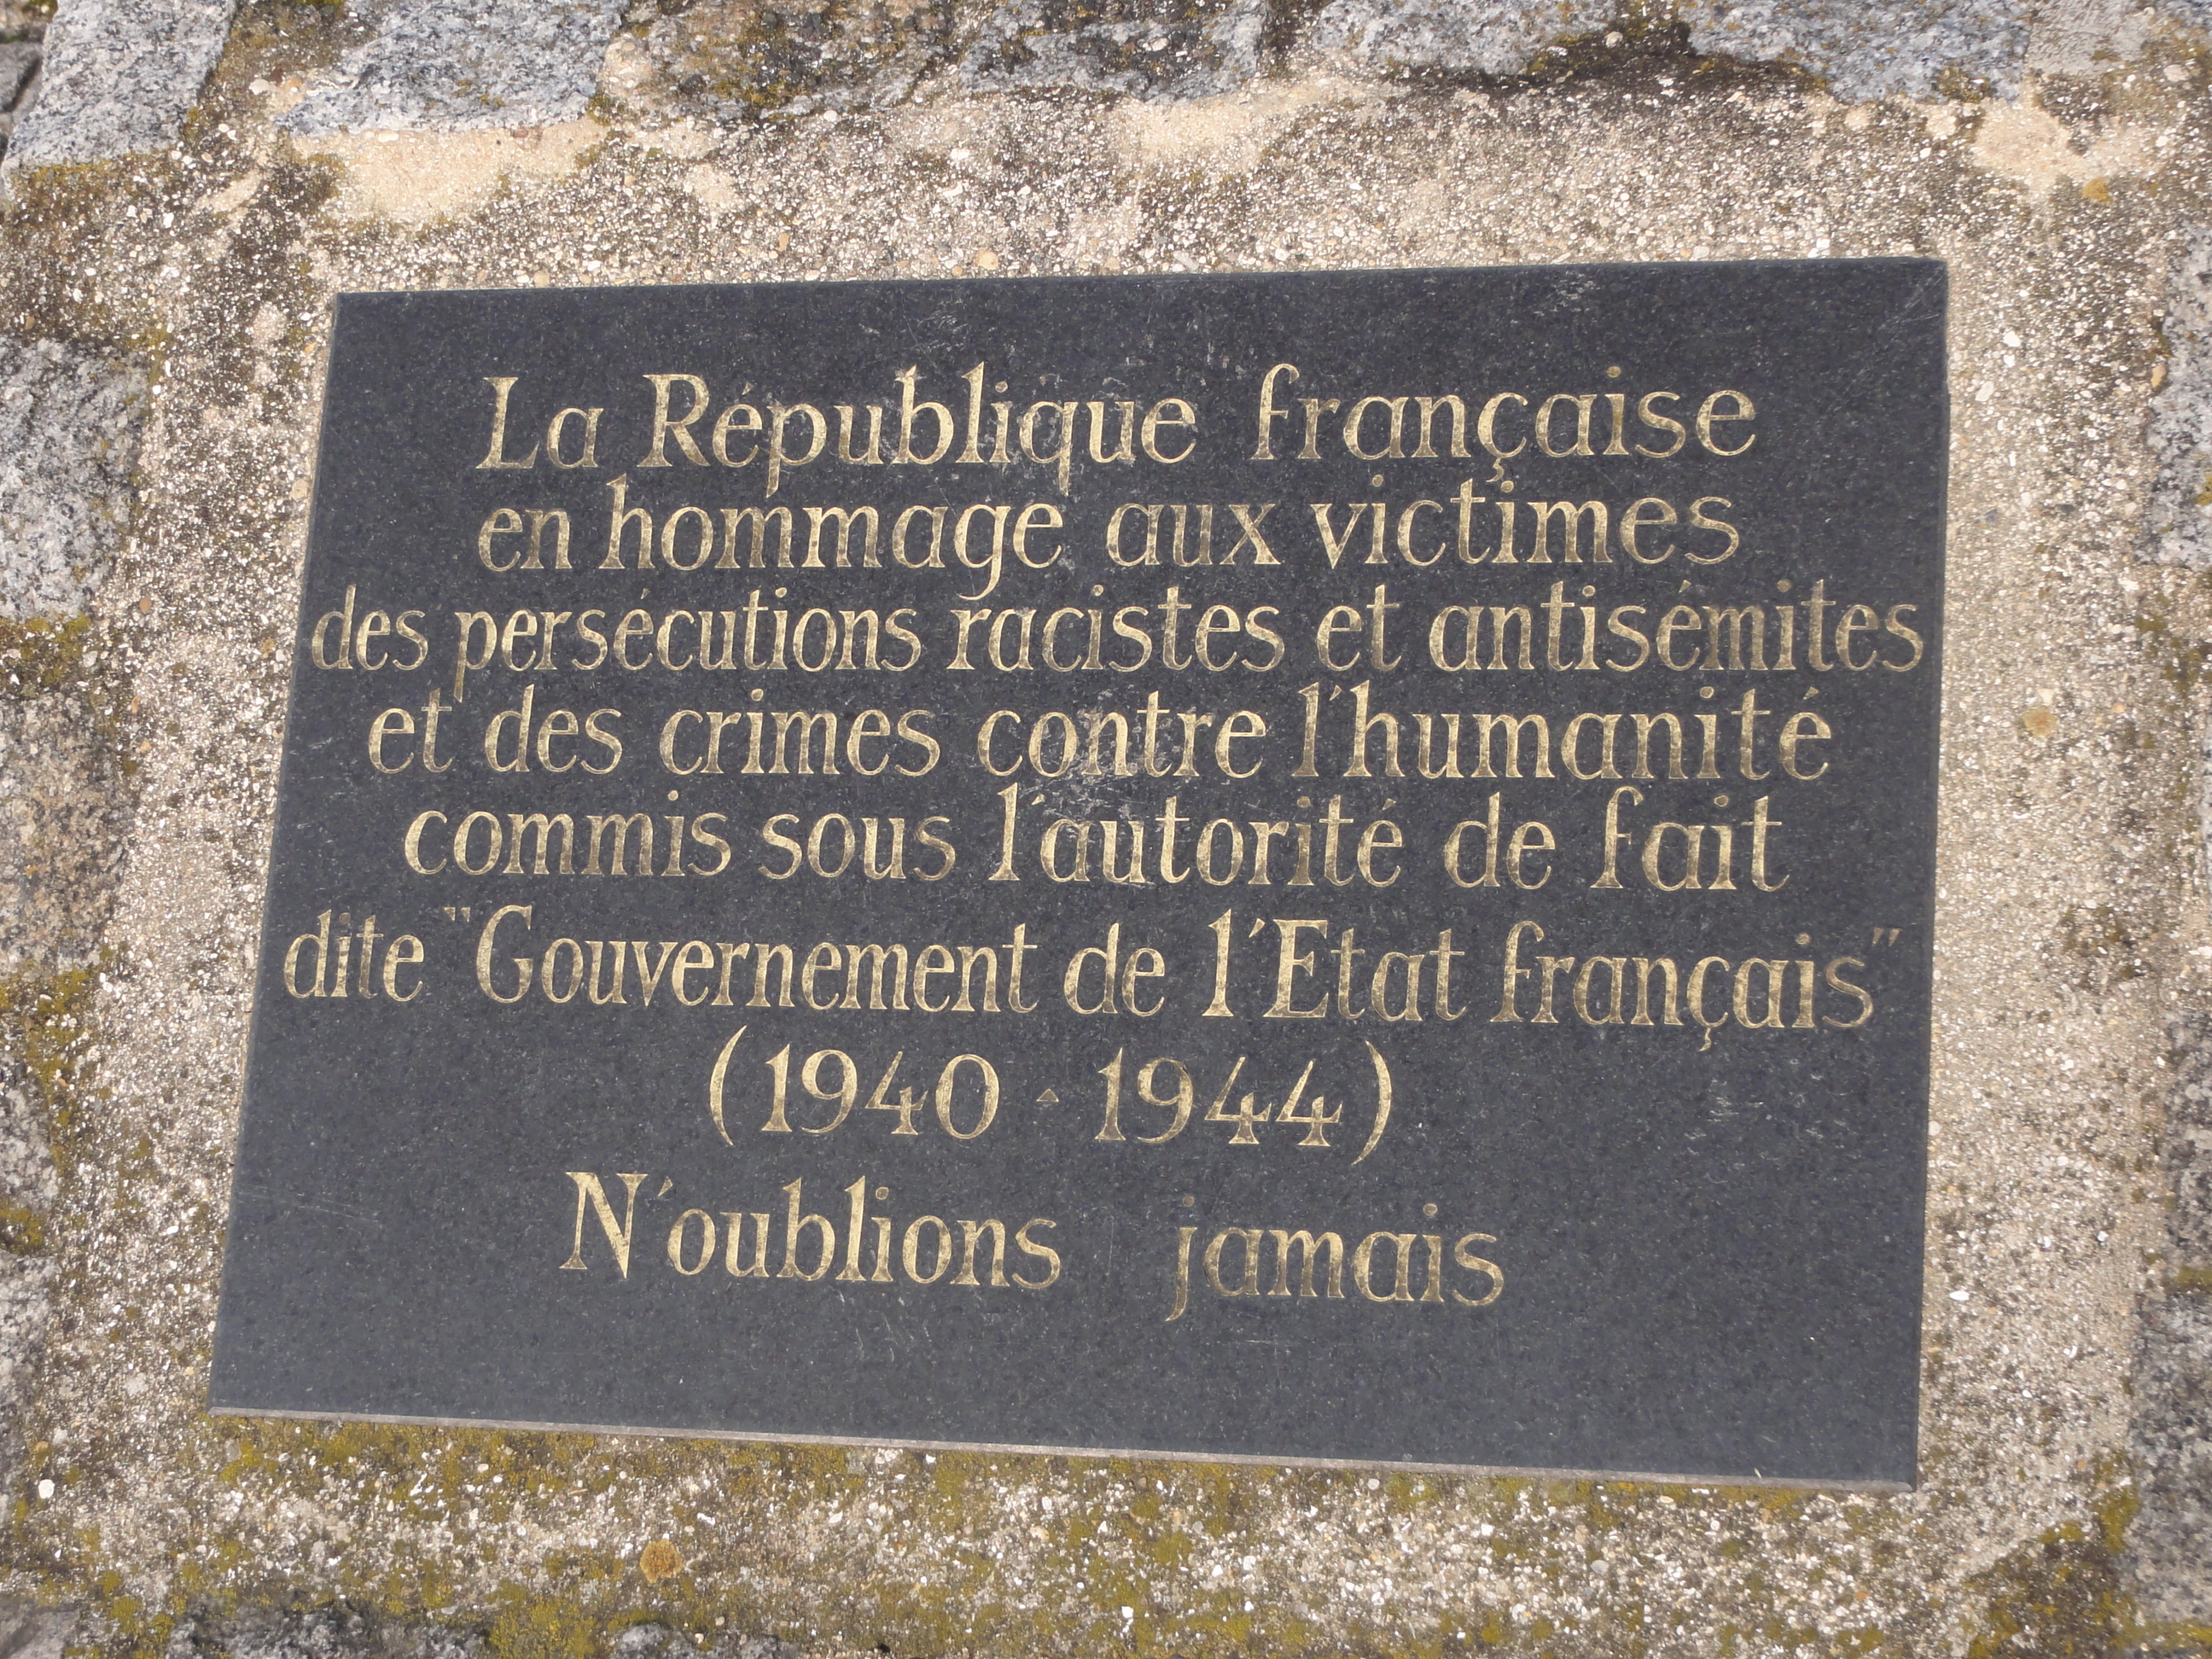 La République française
en hommage aux victimes
des persécutions racistes et antisémites
et des crimes contre l'humanité
commis sous l'autorité de fait
dite "Gouvernement de l'Etat français"
(1940 - 1944)
N'oublions jamais